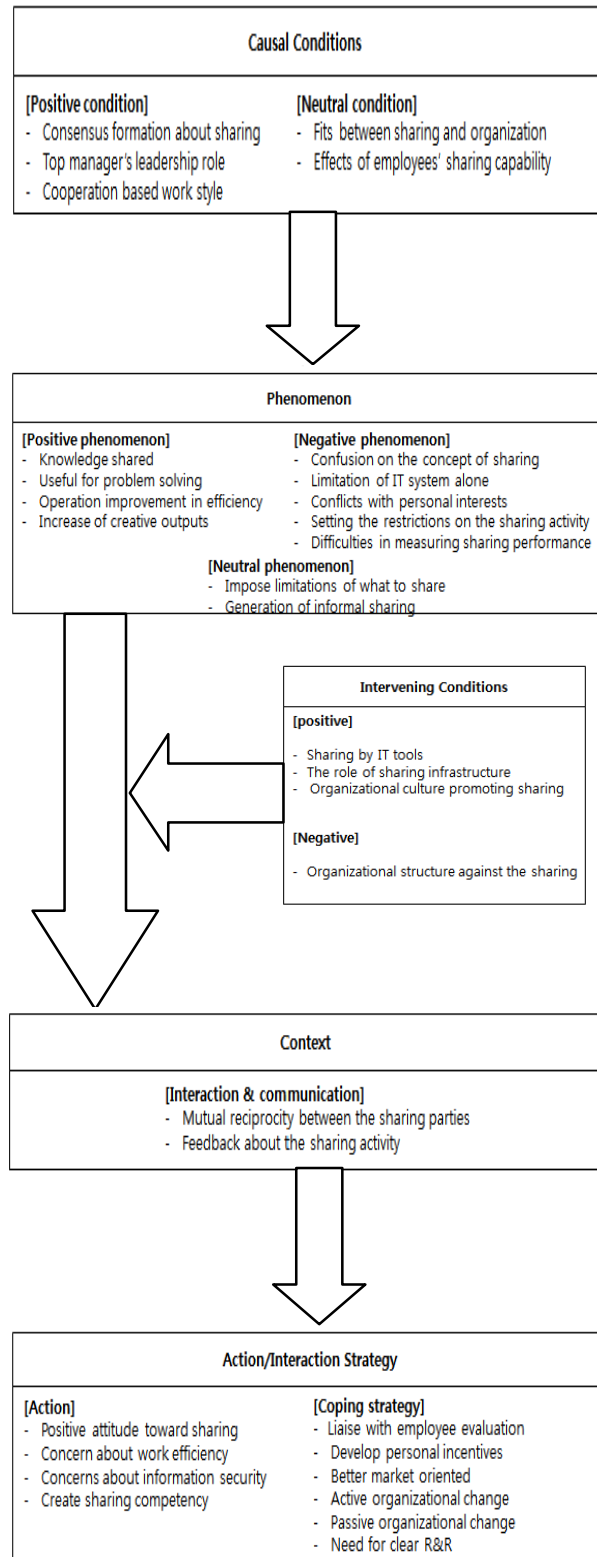 Causal Conditions
[Positive condition]
- Consensus formation about sharing
- Top manager's leadership role
- Cooperation based work style
[Neutral condition]
- Fits between sharing and organization
- Effects of employees' sharing capability
Phenomenon
[Positive phenomenon]
- Knowledge shared
- Useful for problem solving
- Operation improvement in efficiency
- Increase of creative outputs
[Negative phenomenon]
- Confusion on the concept of sharing
- Limitation of IT system alone
- Conflicts with personal interests
- Setting the restrictions on the sharing activity
- Difficulties in measuring sharing performance
[Neutral phenomenon]
- Impose limitations of what to share
- Generation of informal sharing
Intervening Conditions
[positive]
- Sharing by IT tools
- The role of sharing infrastructure
- Organizational culture promoting sharing
[Negative]
- Organizational structure against the sharing
Context
[Interaction & communication]
- Mutual reciprocity between the sharing parties
- Feedback about the sharing activity
Action/Interaction Strategy
[Action]
- Positive attitude toward sharing
- Concern about work efficiency
- Concerns about information security
- Create sharing competency
[Coping strategy]
- Liaise with employee evaluation
- Develop personal incentives
- Better market oriented
- Active organizational change
- Passive organizational change
- Need for clear R&R